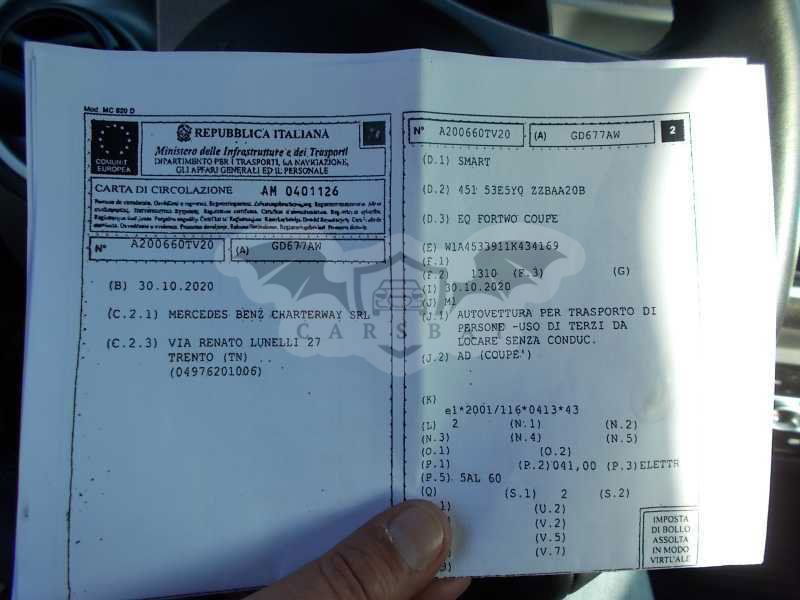 Mod. MC 820 D
COMUNIT
EUROPEA
REPUBBLICA ITALIANA
Ministero delle Infrastrutture e dei Trasporti
DIPARTIMENTO PER I TRASPORTI, LA NAVIGAZIONE,
GLI AFFARI GENERALI ED IL PERSONALE
CARTA DI CIRCOLAZIONE AM 0401126
N° A200660TV20 (A) GD677AW
(B) 30.10.2020
(C.2.1) MERCEDES BENZ CHARTERWAY SRL
(C.2.3) VIA RENATO LUNELLI 27
TRENTO (TN)
(04976201006)
N° A200660TV20 (A) GD677AW 2
(D.1) SMART
(D.2) 451 53E5YQ ZZBAA20B
(D.3) EQ FORTWO COUPE
(E) W1A4533911K434169
(F.1)
(F.2) 1310 (F.3) (G)
(I) 30.10.2020
(J) M1
(J.1) AUTOVETTURA PER TRASPORTO DI
PERSONE -USO DI TERZI DA
LOCARE SENZA CONDUC.
(J.2) AD (COUPE')
(K)
e1*2001/116*0413*43
(L) 2 (N.1) (N.2)
(N.3) (N.4) (N.5)
(O.1) (O.2)
(P.1) (P.2)041,00 (P.3)ELETTR
(P.5) 5AL 60
(Q) (S.1) 2 (S.2)
1) (U.2)
(V.2)
(V.5)
(V.7)
9)
IMPOSTA
DI BOLLO
ASSOLTA
IN MODO
VIRTUALE